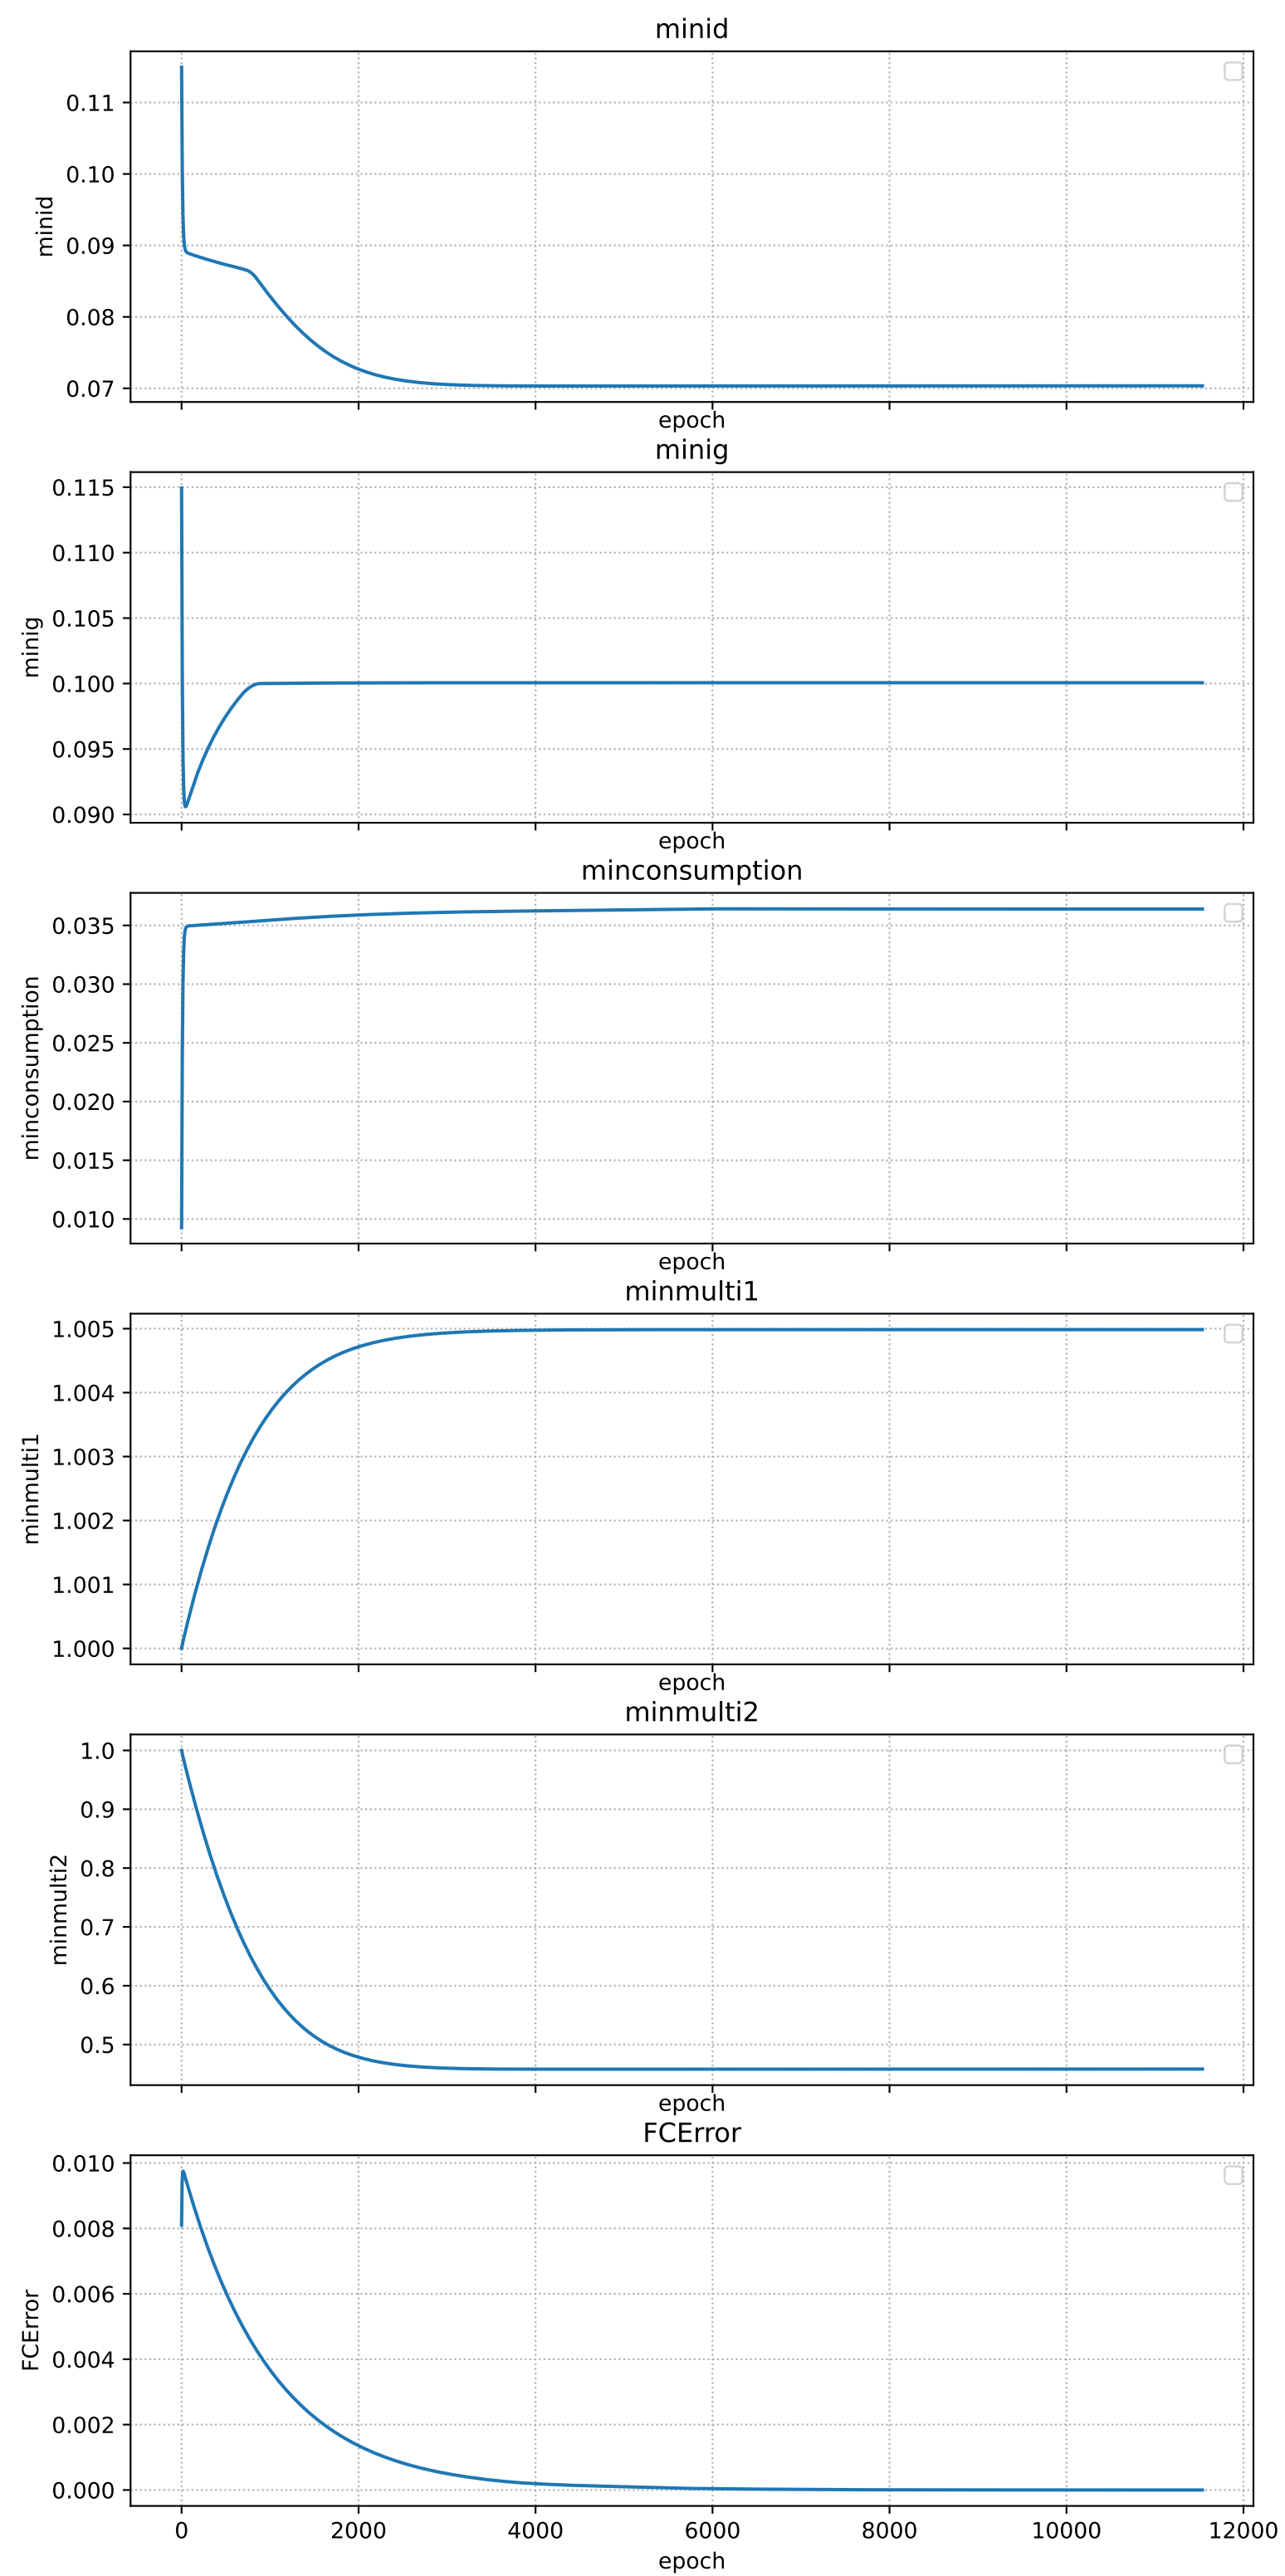 minid
0.11
0.10
0.09
0.08
0.07
minid
epoch
minig
0.115
0.110
0.105
0.100
0.095
0.090
minig
epoch
minconsumption
0.035
0.030
0.025
0.020
0.015
0.010
minconsumption
epoch
minmulti1
1.005
1.004
1.003
1.002
1.001
1.000
minmulti1
epoch
minmulti2
1.0
0.9
0.8
0.7
0.6
0.5
minmulti2
epoch
FCError
0.010
0.008
0.006
0.004
0.002
0.000
FCError
0 2000 4000 6000 8000 10000 12000
epoch